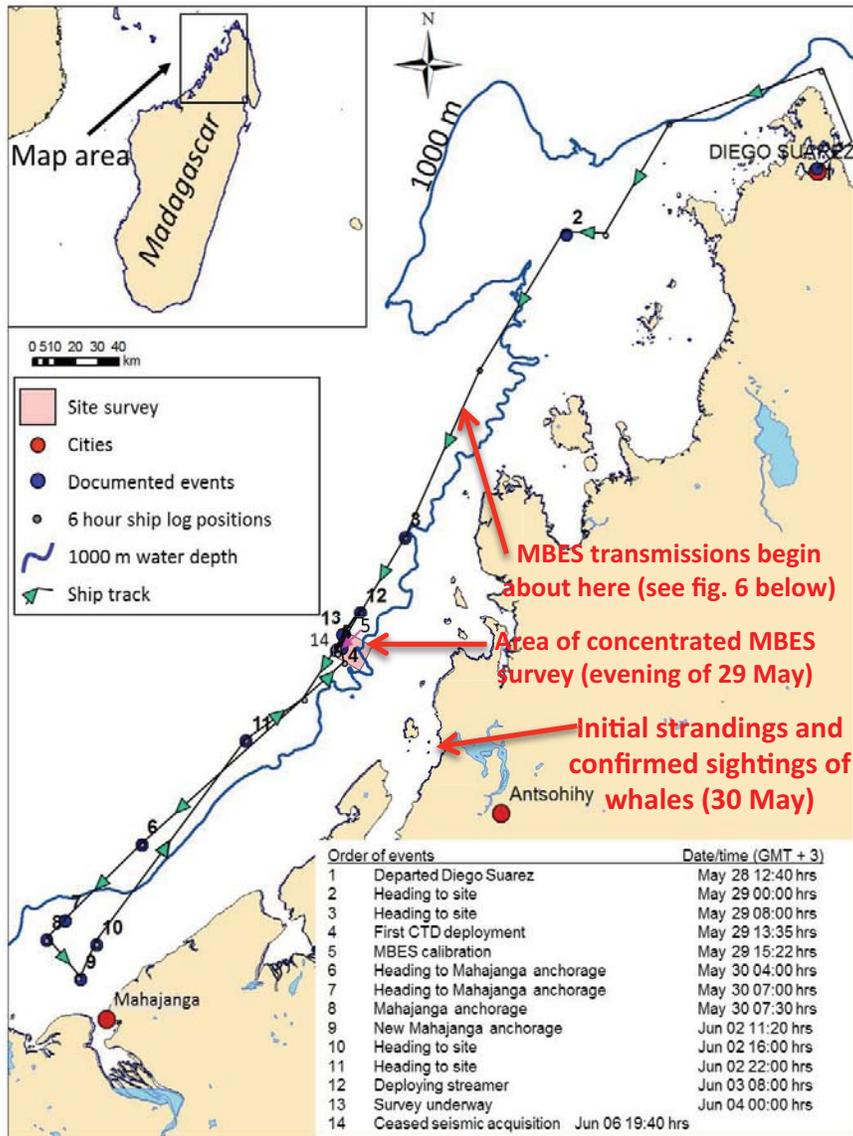 N
Map area
Madagascar
1000 m
DIEGO SUAREZ
1
2
0 5 10 20 30 40
km
Site survey
Cities
Documented events
6 hour ship log positions
1000 m water depth
Ship track
3
MBES transmissions begin
about here (see fig. 6 below)
12
13
5
14
4
Area of concentrated MBES
survey (evening of 29 May)
11
Initial strandings and
confirmed sightings of
whales (30 May)
Antsohihy
6
7
8
10
9
Mahajanga
Order of events Date/time (GMT + 3)
1 Departed Diego Suarez May 28 12:40 hrs
2 Heading to site May 29 00:00 hrs
3 Heading to site May 29 08:00 hrs
4 First CTD deployment May 29 13:35 hrs
5 MBES calibration May 29 15:22 hrs
6 Heading to Mahajanga anchorage May 30 04:00 hrs
7 Heading to Mahajanga anchorage May 30 07:00 hrs
8 Mahajanga anchorage May 30 07:30 hrs
9 New Mahajanga anchorage Jun 02 11:20 hrs
10 Heading to site Jun 02 16:00 hrs
11 Heading to site Jun 02 22:00 hrs
12 Deploying streamer Jun 03 08:00 hrs
13 Survey underway Jun 04 00:00 hrs
14 Ceased seismic acquisition Jun 06 19:40 hrs